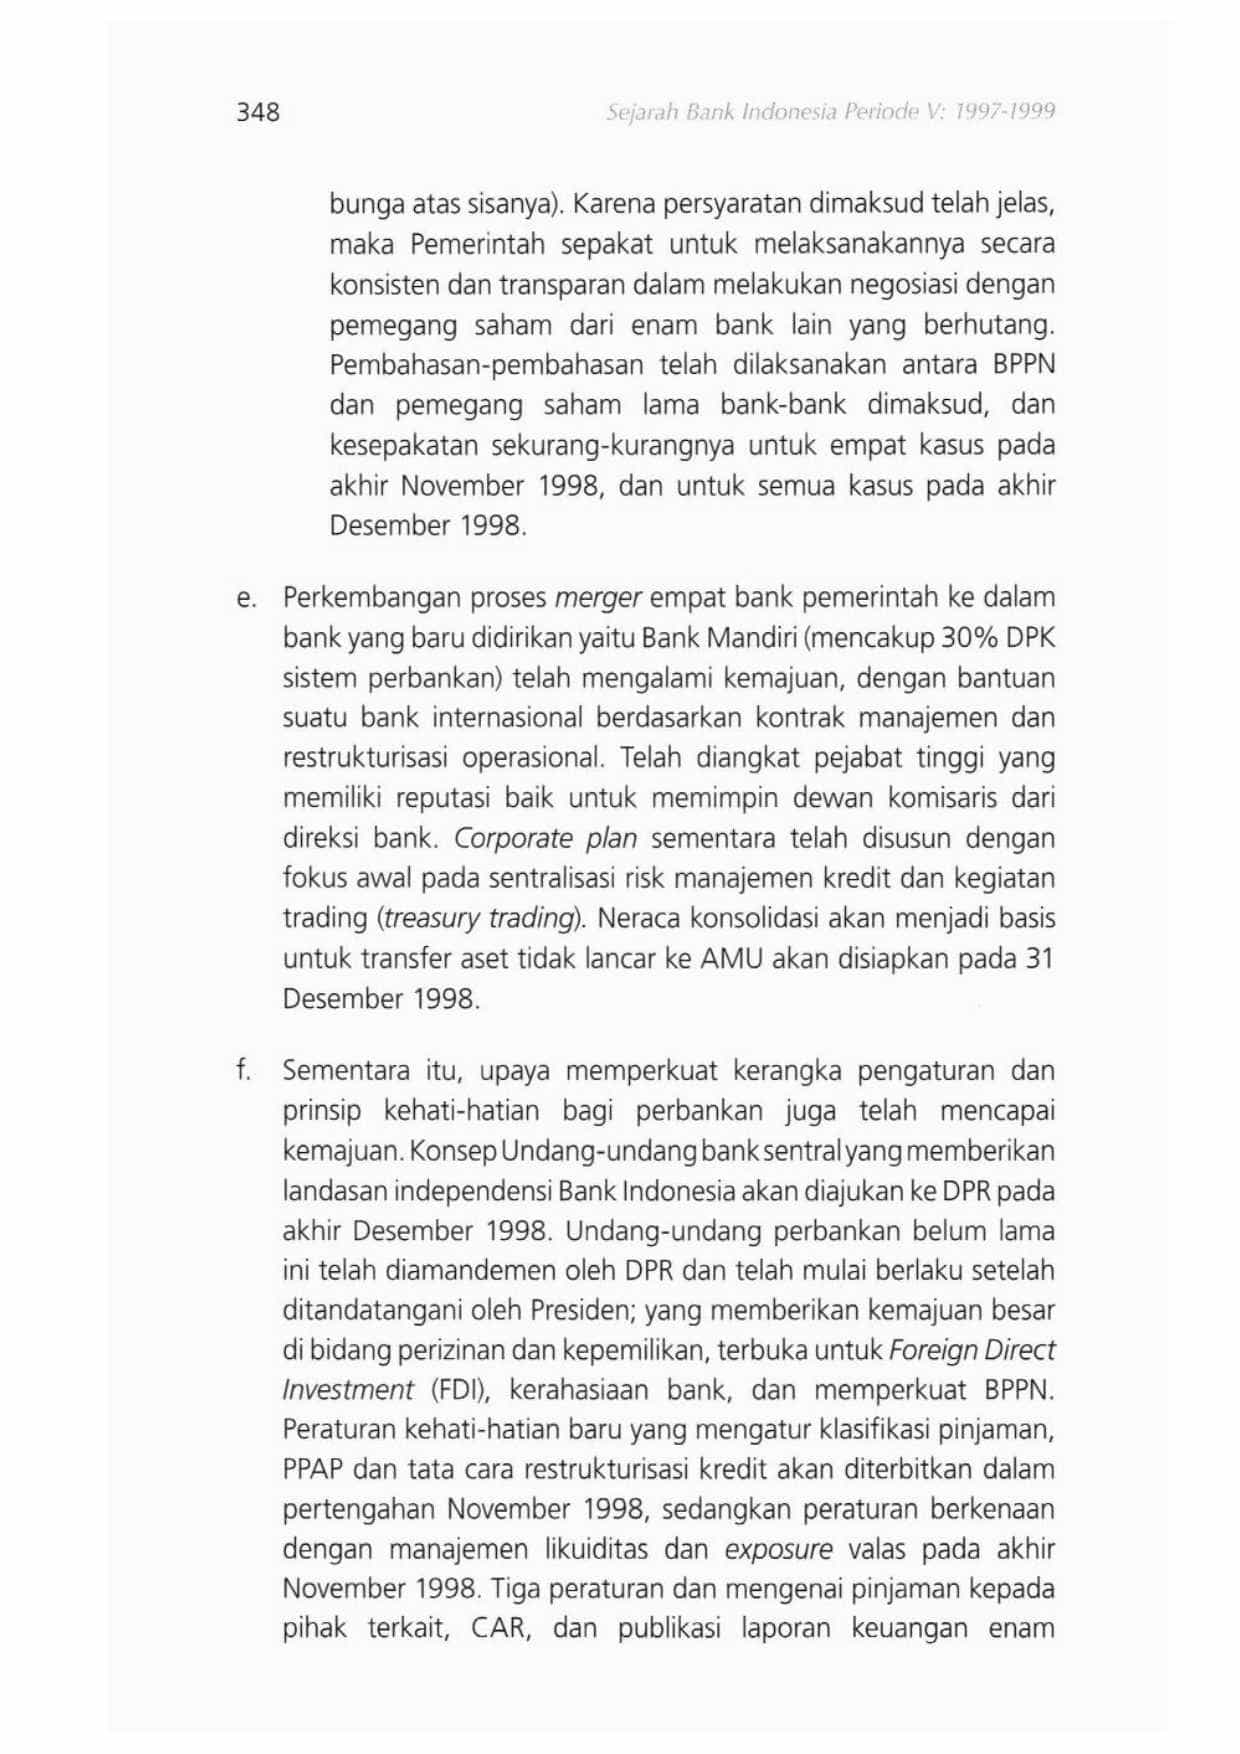 348
Sejarah Bank Indonesia Periode V: 1997-1999
bunga atas sisanya). Karena persyaratan dimaksud telah jelas,
maka Pemerintah sepakat untuk melaksanakannya secara
konsisten dan transparan dalam melakukan negosiasi dengan
pemegang saham dari enam bank lain yang berhutang.
Pembahasan-pembahasan telah dilaksanakan antara BPPN
dan pemegang saham lama bank-bank dimaksud, dan
kesepakatan sekurang-kurangnya untuk empat kasus pada
akhir November 1998, dan untuk semua kasus pada akhir
Desember 1998.
e. Perkembangan proses merger empat bank pemerintah ke dalam
bank yang baru didirikan yaitu Bank Mandiri (mencakup 30% DPK
sistem perbankan) telah mengalami kemajuan, dengan bantuan
suatu bank internasional berdasarkan kontrak manajemen dan
restrukturisasi operasional. Telah diangkat pejabat tinggi yang
memiliki reputasi baik untuk memimpin dewan komisaris dari
direksi bank. Corporate plan sementara telah disusun dengan
fokus awal pada sentralisasi risk manajemen kredit dan kegiatan
trading (treasury trading). Neraca konsolidasi akan menjadi basis
untuk transfer aset tidak lancar ke AMU akan disiapkan pada 31
Desember 1998.
f. Sementara itu, upaya memperkuat kerangka pengaturan dan
prinsip kehati-hatian bagi perbankan juga telah mencapai
kemajuan. Konsep Undang-undang bank sentral yang memberikan
landasan independensi Bank Indonesia akan diajukan ke DPR pada
akhir Desember 1998. Undang-undang perbankan belum lama
ini telah diamandemen oleh DPR dan telah mulai berlaku setelah
ditandatangani oleh Presiden; yang memberikan kemajuan besar
di bidang perizinan dan kepemilikan, terbuka untuk Foreign Direct
Investment (FDI), kerahasiaan bank, dan memperkuat BPPN.
Peraturan kehati-hatian baru yang mengatur klasifikasi pinjaman,
PPAP dan tata cara restrukturisasi kredit akan diterbitkan dalam
pertengahan November 1998, sedangkan peraturan berkenaan
dengan manajemen likuiditas dan exposure valas pada akhir
November 1998. Tiga peraturan dan mengenai pinjaman kepada
pihak terkait, CAR, dan publikasi laporan keuangan enam